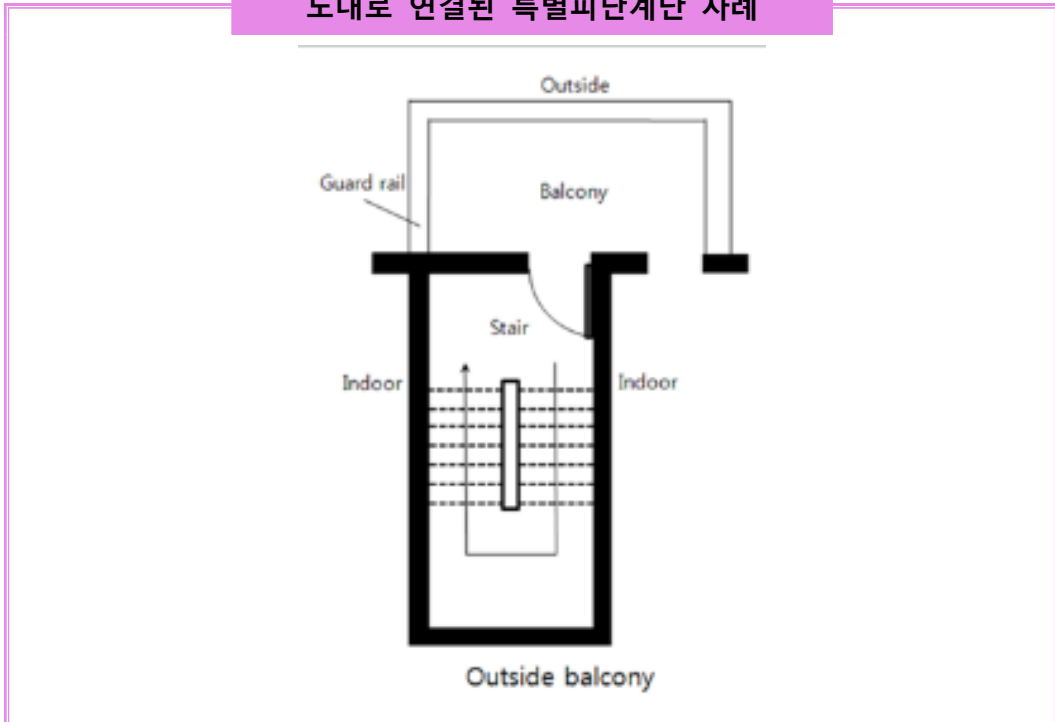 노대로 연결된 특별피난계단 사례
Outside
Guard rail
Balcony
Stair
Indoor
Indoor
Outside balcony